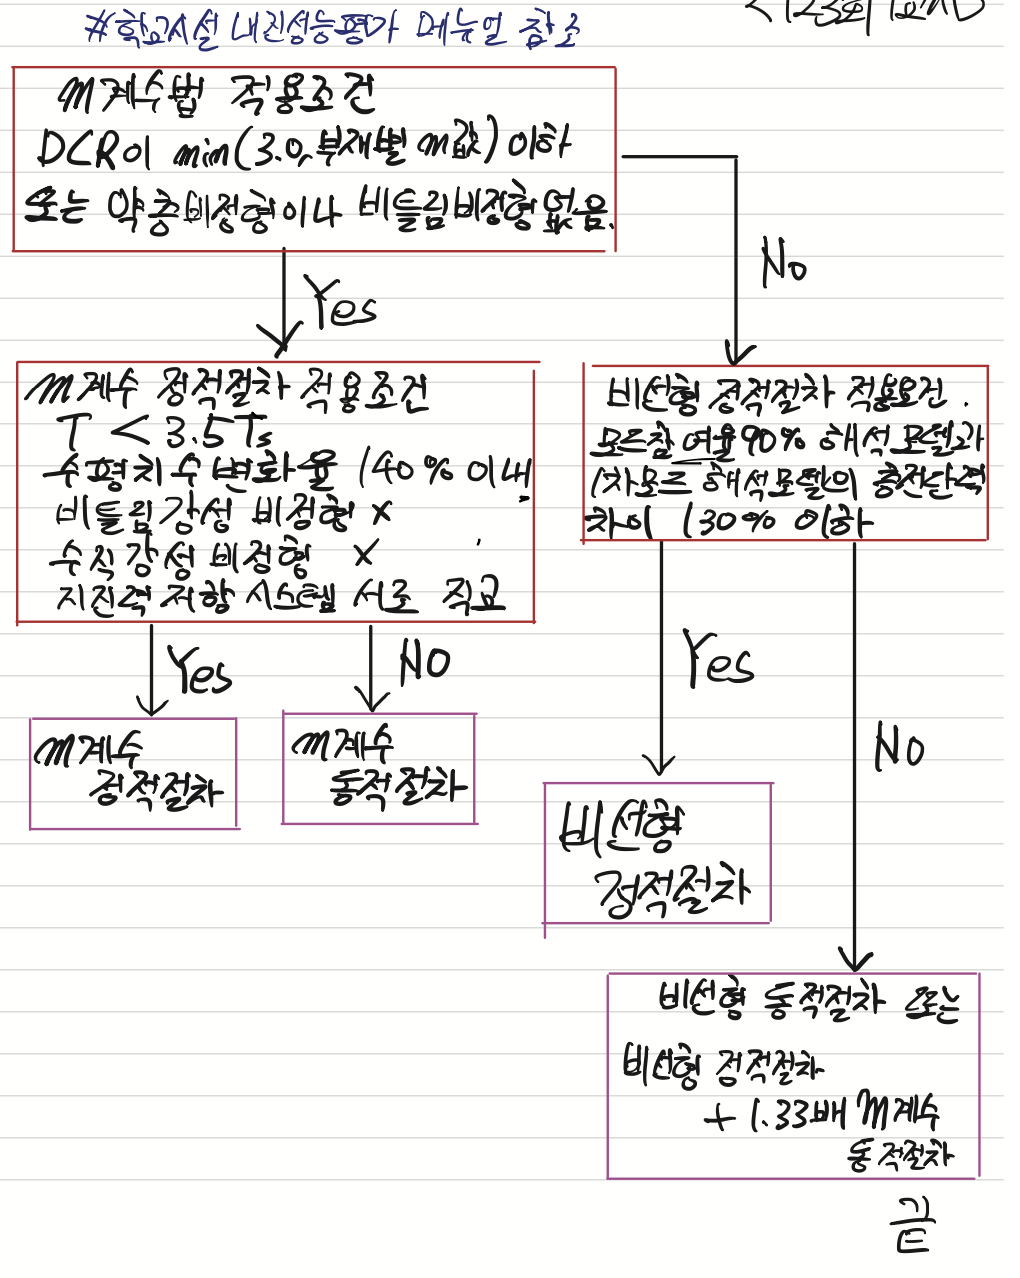 #학교시설 내진성능평가 메뉴얼 참조
m계수법 적용조건
DCR이 min(3.0, 부재별 m값) 이하
또는 약층비정형이나 비틀림비정형 없음.
Yes
No
m계수 정적절차 적용조건
T < 3.5Ts
수평치수 변화율 140% 이내
비틀림강성 비정형 x
수직강성 비정형 x
지진력 저항 시스템 서로 직교
비선형 정적절차 적용요건.
모드참여율90% 해석모델과
1차모드 해석모델의 층전단력
차이 130% 이하
Yes
NO
Yes
No
m계수
정적절차
m계수
동적절차
비선형
정적절차
비선형 동적절차 또는
비선형 정적절차
+ 1.33배 m계수
동적절차
끝